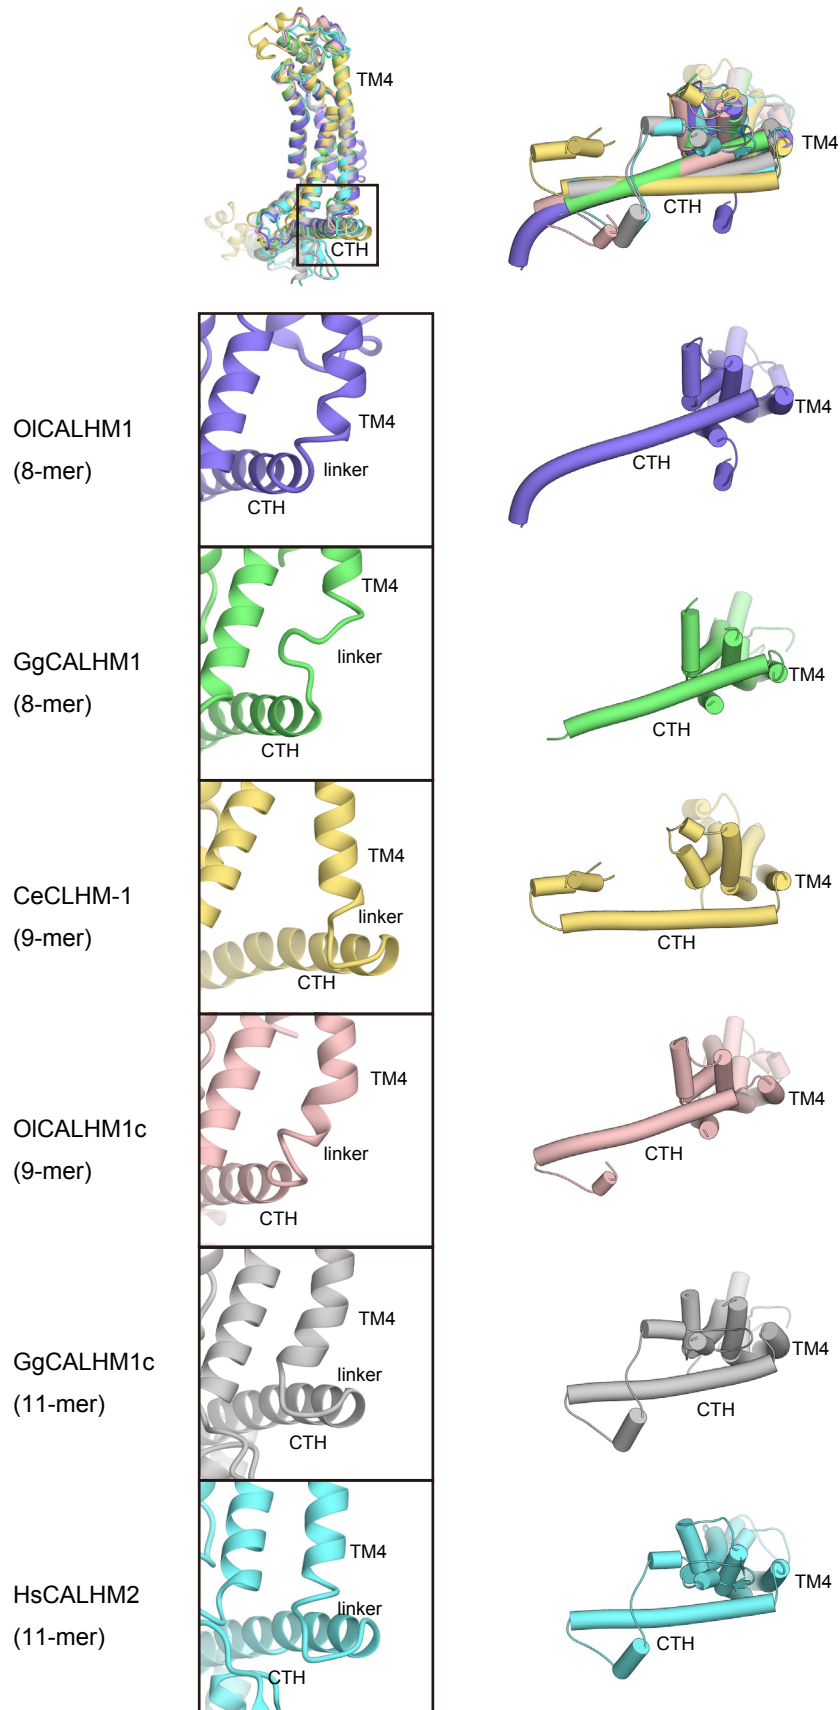 TM4
CTH
TM4
CTH
OlCALHM1
(8-mer)
TM4
linker
CTH
TM4
CTH
GgCALHM1
(8-mer)
TM4
linker
CTH
TM4
CTH
CeCLHM-1
(9-mer)
TM4
linker
CTH
TM4
CTH
OlCALHM1c
(9-mer)
TM4
linker
CTH
TM4
CTH
GgCALHM1c
(11-mer)
TM4
linker
CTH
TM4
CTH
HsCALHM2
(11-mer)
TM4
linker
CTH
TM4
CTH